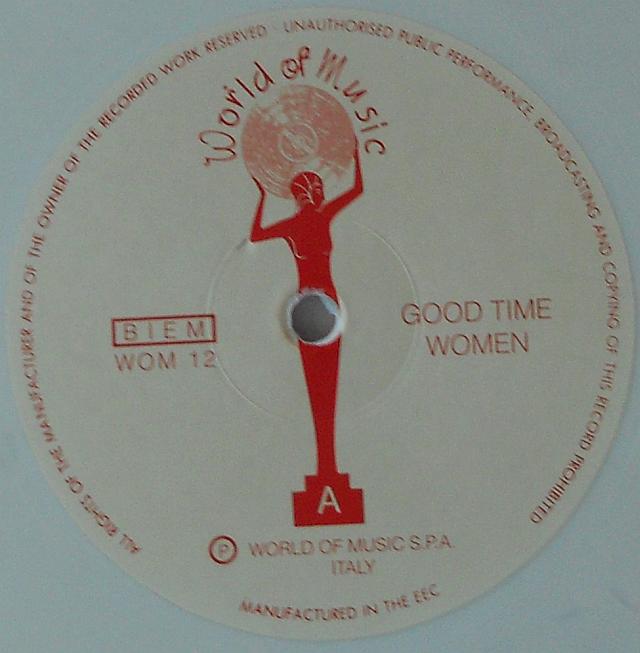 ALL RIGHTS OF THE MANUFACTURER AND OF THE OWNER OF THE RECORDED WORK RESERVED · UNAUTHORISED PUBLIC PERFORMANCE, BROADCASTING AND COPYING OF THIS RECORD PROHIBITED
World of Music
BIEM
WOM 12
GOOD TIME
WOMEN
A
Ⓟ WORLD OF MUSIC S.P.A.
ITALY
MANUFACTURED IN THE EEC